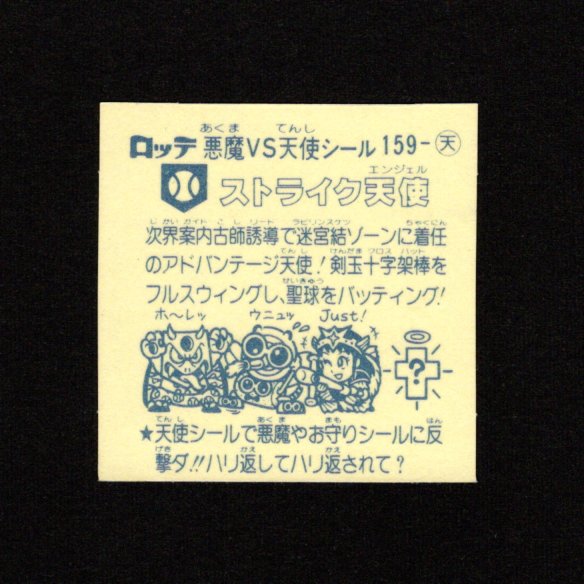 あくま てんし
ロッテ 悪魔VS天使シール 159-天
エンジェル
ストライク天使
じかいガイドこしリード ラビリンスケツ ちゃくにん
次界案内古師誘導で迷宮結ゾーンに着任
てんし けんだまクロス バット
のアドバンテージ天使!剣玉十字架棒を
せいきゅう
フルスウィングし、聖球をバッティング!
ホ〜レッ ウニュッ Just!
?
てんし あくま まも はん
★天使シールで悪魔やお守りシールに反
げき かえ かえ
撃ダ!!ハリ返してハリ返されて?